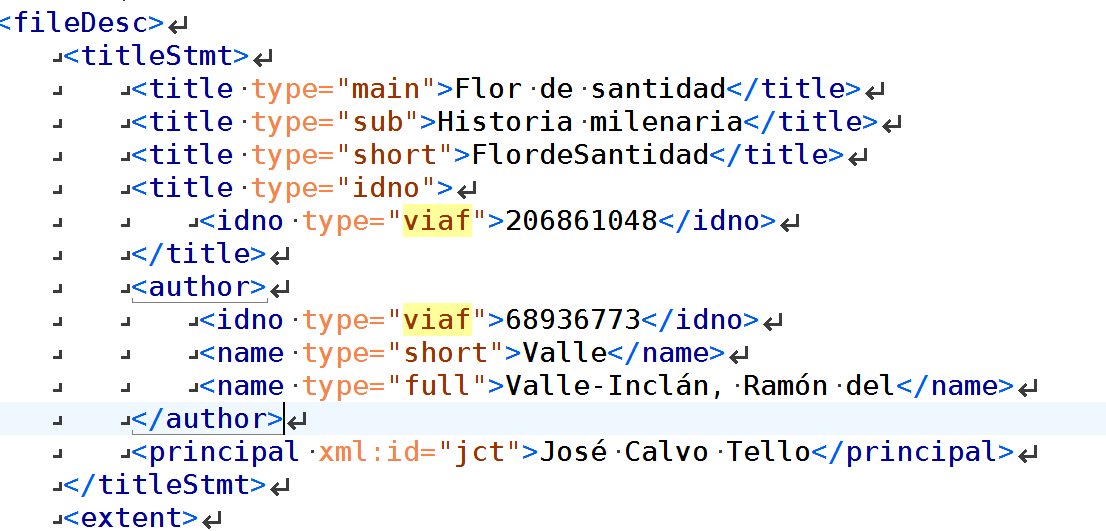 <fileDesc>
<titleStmt>
<title type="main">Flor de santidad</title>
<title type="sub">Historia milenaria</title>
<title type="short">FlordeSantidad</title>
<title type="idno">
<idno type="viaf">206861048</idno>
</title>
<author>
<idno type="viaf">68936773</idno>
<name type="short">Valle</name>
<name type="full">Valle-Inclán, Ramón del</name>
</author>
<principal xml:id="jct">José Calvo Tello</principal>
</titleStmt>
<extent>